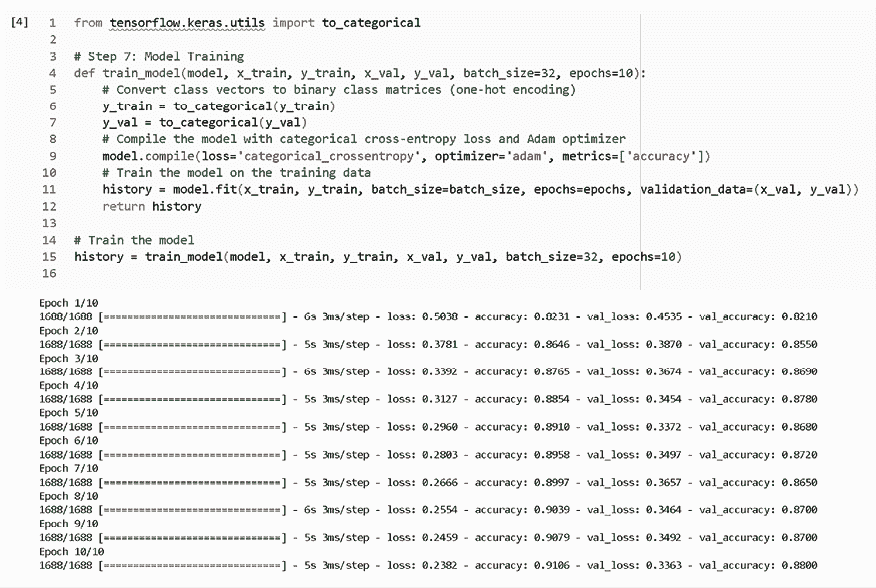 [4] 1 from tensorflow.keras.utils import to_categorical
2
3 # Step 7: Model Training
4 def train_model(model, x_train, y_train, x_val, y_val, batch_size=32, epochs=10):
5     # Convert class vectors to binary class matrices (one-hot encoding)
6     y_train = to_categorical(y_train)
7     y_val = to_categorical(y_val)
8     # Compile the model with categorical cross-entropy loss and Adam optimizer
9     model.compile(loss='categorical_crossentropy', optimizer='adam', metrics=['accuracy'])
10     # Train the model on the training data
11     history = model.fit(x_train, y_train, batch_size=batch_size, epochs=epochs, validation_data=(x_val, y_val))
12     return history
13
14 # Train the model
15 history = train_model(model, x_train, y_train, x_val, y_val, batch_size=32, epochs=10)
16
Epoch 1/10
1688/1688 [==============================] - 6s 3ms/step - loss: 0.5038 - accuracy: 0.8231 - val_loss: 0.4535 - val_accuracy: 0.8210
Epoch 2/10
1688/1688 [==============================] - 5s 3ms/step - loss: 0.3781 - accuracy: 0.8646 - val_loss: 0.3870 - val_accuracy: 0.8550
Epoch 3/10
1688/1688 [==============================] - 6s 3ms/step - loss: 0.3392 - accuracy: 0.8765 - val_loss: 0.3674 - val_accuracy: 0.8690
Epoch 4/10
1688/1688 [==============================] - 5s 3ms/step - loss: 0.3127 - accuracy: 0.8854 - val_loss: 0.3454 - val_accuracy: 0.8780
Epoch 5/10
1688/1688 [==============================] - 5s 3ms/step - loss: 0.2960 - accuracy: 0.8910 - val_loss: 0.3372 - val_accuracy: 0.8680
Epoch 6/10
1688/1688 [==============================] - 5s 3ms/step - loss: 0.2803 - accuracy: 0.8958 - val_loss: 0.3497 - val_accuracy: 0.8720
Epoch 7/10
1688/1688 [==============================] - 5s 3ms/step - loss: 0.2666 - accuracy: 0.8997 - val_loss: 0.3657 - val_accuracy: 0.8650
Epoch 8/10
1688/1688 [==============================] - 6s 3ms/step - loss: 0.2554 - accuracy: 0.9039 - val_loss: 0.3464 - val_accuracy: 0.8700
Epoch 9/10
1688/1688 [==============================] - 5s 3ms/step - loss: 0.2459 - accuracy: 0.9079 - val_loss: 0.3492 - val_accuracy: 0.8700
Epoch 10/10
1688/1688 [==============================] - 5s 3ms/step - loss: 0.2382 - accuracy: 0.9106 - val_loss: 0.3363 - val_accuracy: 0.8800